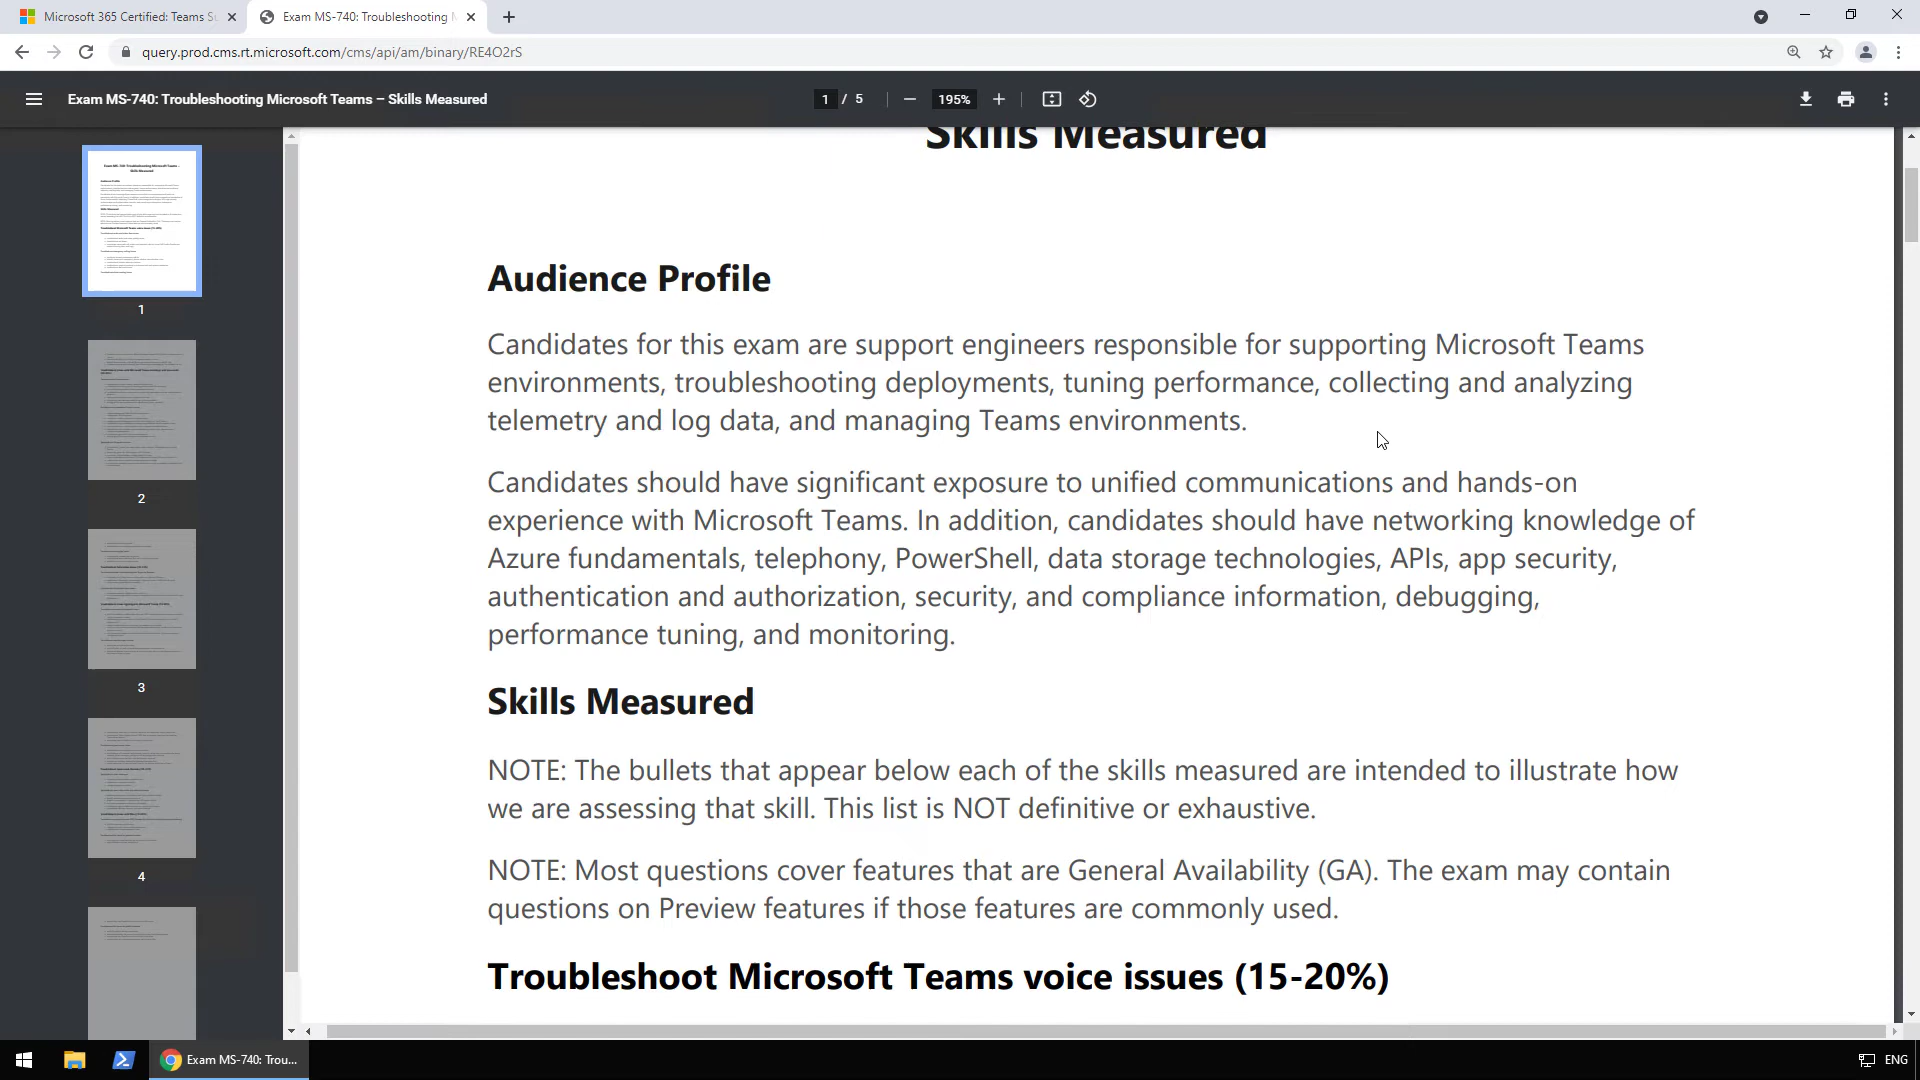 Microsoft 365 Certified: Teams Su
Exam MS-740: Troubleshooting M
query.prod.cms.rt.microsoft.com/cms/api/am/binary/RE4O2rS
Exam MS-740: Troubleshooting Microsoft Teams – Skills Measured
1 / 5
195%
Skills Measured
Audience Profile
Candidates for this exam are support engineers responsible for supporting Microsoft Teams
environments, troubleshooting deployments, tuning performance, collecting and analyzing
telemetry and log data, and managing Teams environments.
Candidates should have significant exposure to unified communications and hands-on
experience with Microsoft Teams. In addition, candidates should have networking knowledge of
Azure fundamentals, telephony, PowerShell, data storage technologies, APIs, app security,
authentication and authorization, security, and compliance information, debugging,
performance tuning, and monitoring.
Skills Measured
NOTE: The bullets that appear below each of the skills measured are intended to illustrate how
we are assessing that skill. This list is NOT definitive or exhaustive.
NOTE: Most questions cover features that are General Availability (GA). The exam may contain
questions on Preview features if those features are commonly used.
Troubleshoot Microsoft Teams voice issues (15-20%)
1
2
3
4
Exam MS-740: Trou...
ENG